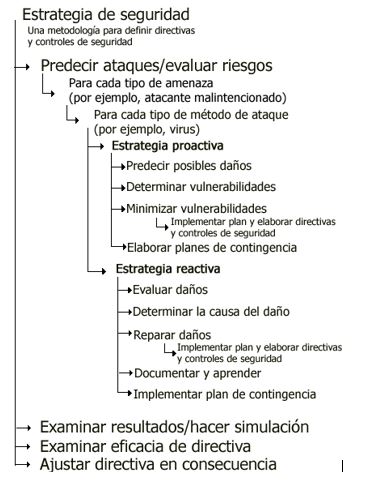 Estrategia de seguridad
Una metodología para definir directivas
y controles de seguridad
Predecir ataques/evaluar riesgos
Para cada tipo de amenaza
(por ejemplo, atacante malintencionado)
Para cada tipo de método de ataque
(por ejemplo, virus)
Estrategia proactiva
Predecir posibles daños
Determinar vulnerabilidades
Minimizar vulnerabilidades
Implementar plan y elaborar directivas
y controles de seguridad
Elaborar planes de contingencia
Estrategia reactiva
Evaluar daños
Determinar la causa del daño
Reparar daños
Implementar plan y elaborar directivas
y controles de seguridad
Documentar y aprender
Implementar plan de contingencia
Examinar resultados/hacer simulación
Examinar eficacia de directiva
Ajustar directiva en consecuencia